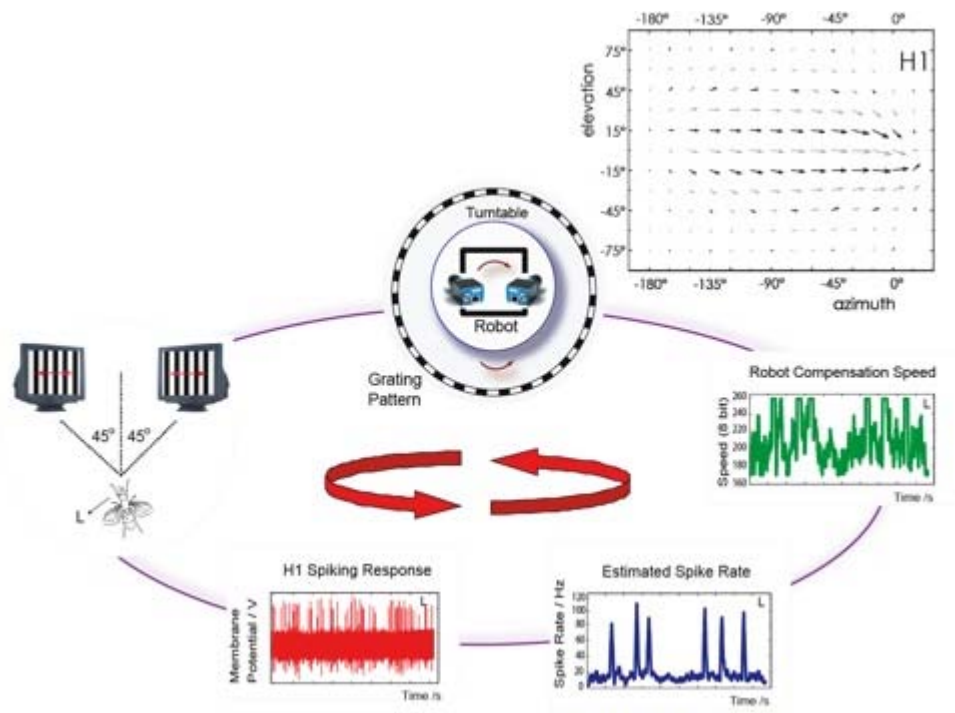 -180° -135° -90° -45° 0°
H1
elevation
75°
45°
15°
-15°
-45°
-75°
-180° -135° -90° -45° 0°
azimuth
Turntable
Robot
Grating
Pattern
45° 45°
L
Robot Compensation Speed
L
Speed (8 bit)
260
240
220
200
180
160
Time /s
H1 Spiking Response
L
Membrane
Potential / V
Time /s
Estimated Spike Rate
L
Spike Rate / Hz
120
100
80
60
40
20
0
Time /s